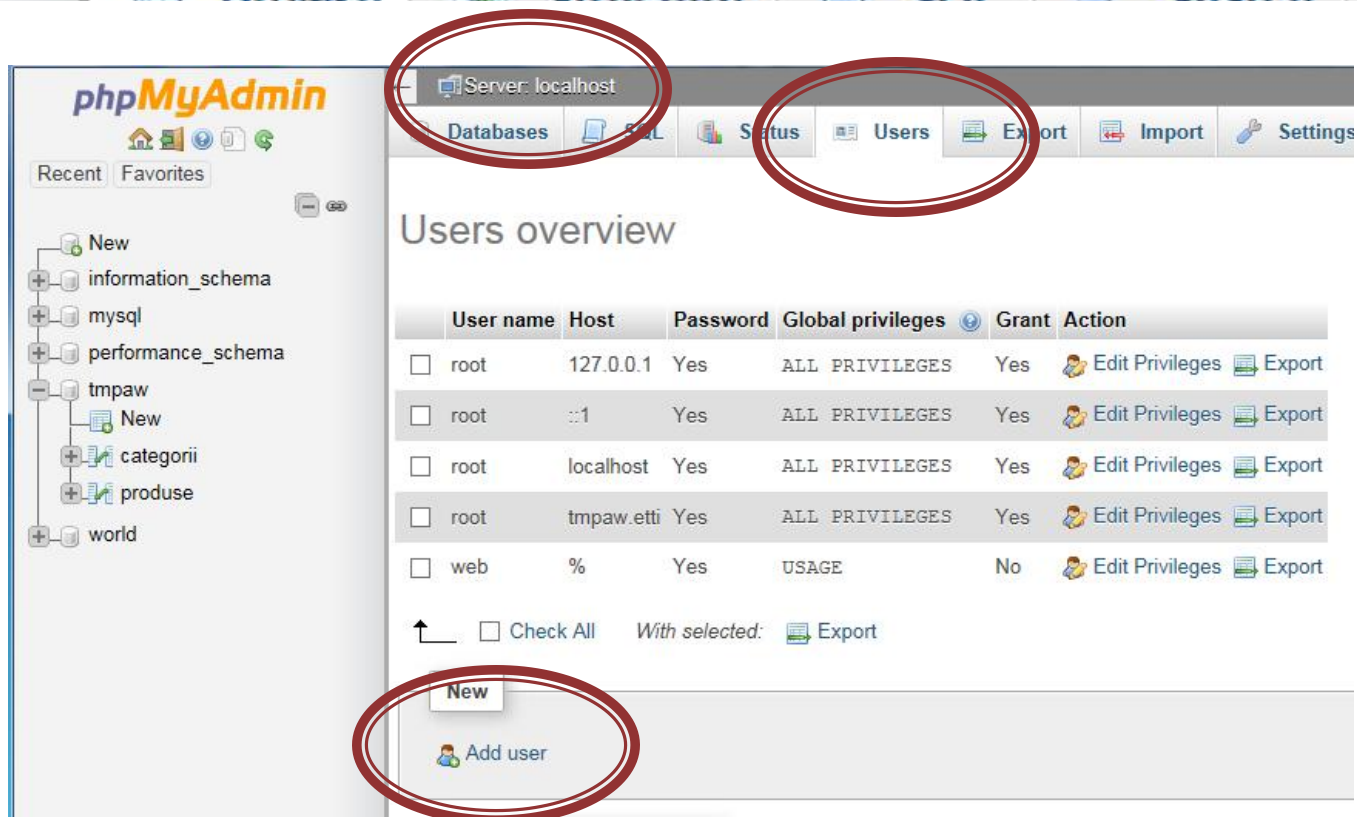 phpMyAdmin
Recent Favorites
New
information_schema
mysql
performance_schema
tmpaw
New
categorii
produse
world
Server: localhost
Databases SQL Status Users Export Import Settings
Users overview
User name Host Password Global privileges Grant Action
root 127.0.0.1 Yes ALL PRIVILEGES Yes Edit Privileges Export
root ::1 Yes ALL PRIVILEGES Yes Edit Privileges Export
root localhost Yes ALL PRIVILEGES Yes Edit Privileges Export
root tmpaw.etti Yes ALL PRIVILEGES Yes Edit Privileges Export
web % Yes USAGE No Edit Privileges Export
Check All With selected: Export
New
Add user